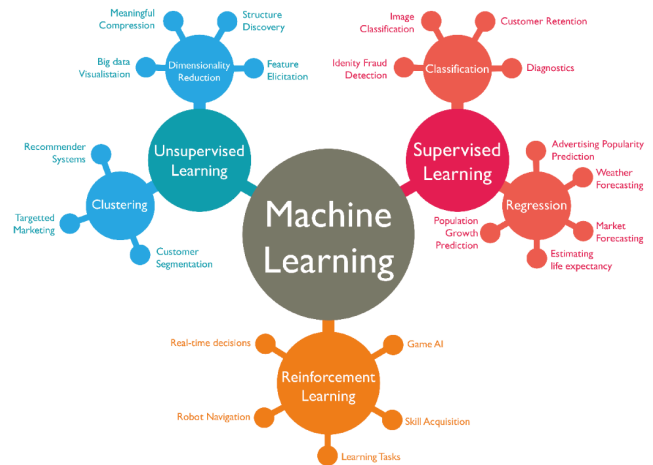 Meaningful
Compression
Structure
Discovery
Big data
Visualistaion
Dimensionality
Reduction
Feature
Elicitation
Recommender
Systems
Unsupervised
Learning
Clustering
Targetted
Marketing
Customer
Segmentation
Image
Classification
Customer Retention
Idenity Fraud
Detection
Classification
Diagnostics
Supervised
Learning
Advertising Popularity
Prediction
Weather
Forecasting
Regression
Population
Growth
Prediction
Market
Forecasting
Estimating
life expectancy
Machine
Learning
Real-time decisions
Game AI
Reinforcement
Learning
Robot Navigation
Skill Acquisition
Learning Tasks